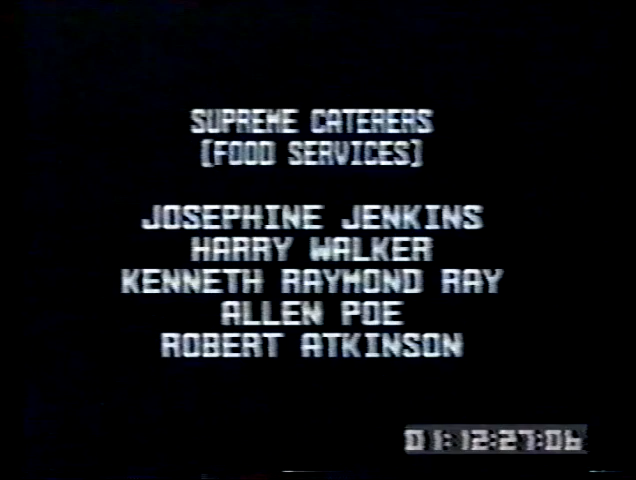 SUPREME CATERERS
[FOOD SERVICES]
JOSEPHINE JENKINS
HARRY WALKER
KENNETH RAYMOND RAY
ALLEN POE
ROBERT ATKINSON
01:12:27:06